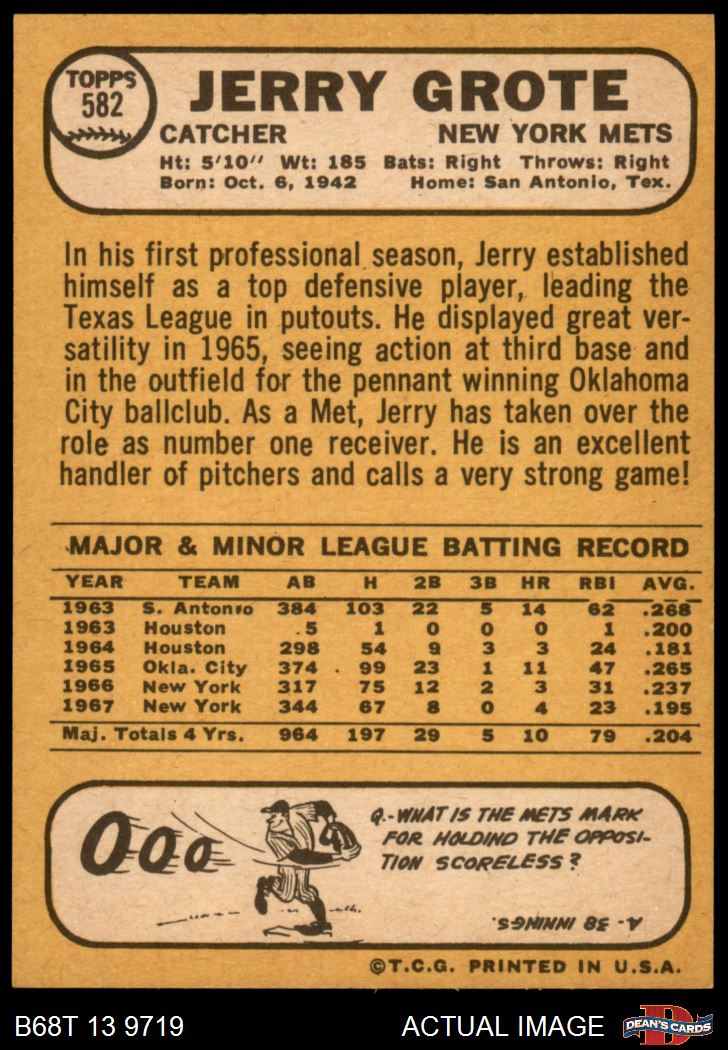 TOPPS
582
JERRY GROTE
CATCHER NEW YORK METS
Ht: 5'10" Wt: 185 Bats: Right Throws: Right
Born: Oct. 6, 1942 Home: San Antonio, Tex.
In his first professional season, Jerry established
himself as a top defensive player, leading the
Texas League in putouts. He displayed great ver-
satility in 1965, seeing action at third base and
in the outfield for the pennant winning Oklahoma
City ballclub. As a Met, Jerry has taken over the
role as number one receiver. He is an excellent
handler of pitchers and calls a very strong game!
MAJOR & MINOR LEAGUE BATTING RECORD
YEAR TEAM AB H 2B 3B HR RBI AVG.
1963 S. Antonio 384 103 22 5 14 62 .268
1963 Houston 5 1 0 0 0 1 .200
1964 Houston 298 54 9 3 3 24 .181
1965 Okla. City 374 99 23 1 11 47 .265
1966 New York 317 75 12 2 3 31 .237
1967 New York 344 67 8 0 4 23 .195
Maj. Totals 4 Yrs. 964 197 29 5 10 79 .204
000
Q.-WHAT IS THE METS MARK
FOR HOLDIND THE OPPOSI-
TION SCORELESS?
A - 38 INNINGS.
©T.C.G. PRINTED IN U.S.A.
B68T 13 9719 ACTUAL IMAGE
D
DEAN'S CARDS